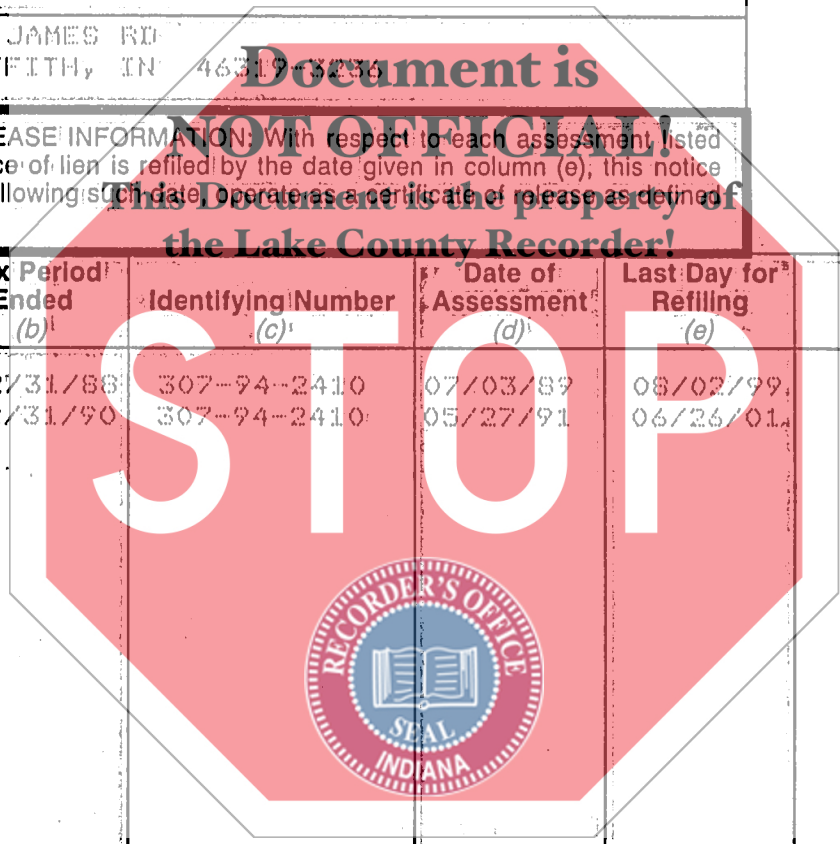 JAMES RD
FITH, IN 46319-3236
Document is
NOT OFFICIAL!
This Document is the property of
the Lake County Recorder!
EASE INFORMATION: With respect to each assessment listed
ce of lien is refiled by the date given in column (e), this notice
llowing such date, operate as a certificate of release as defined
x Period Ended (b)
Identifying Number (c)
Date of Assessment (d)
Last Day for Refiling (e)
/31/88 307-94-2410 07/03/89 08/02/99
/31/90 307-94-2410 05/27/91 06/26/01
STOP
RECORDER'S OFFICE
SEAL
INDIANA